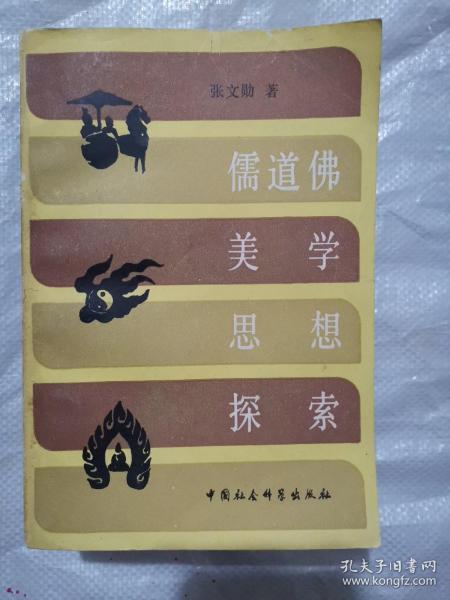 张文勋 著
儒道佛
美学
思想
探索
中国社会科学出版社
孔夫子旧书网
www.kongfz.com